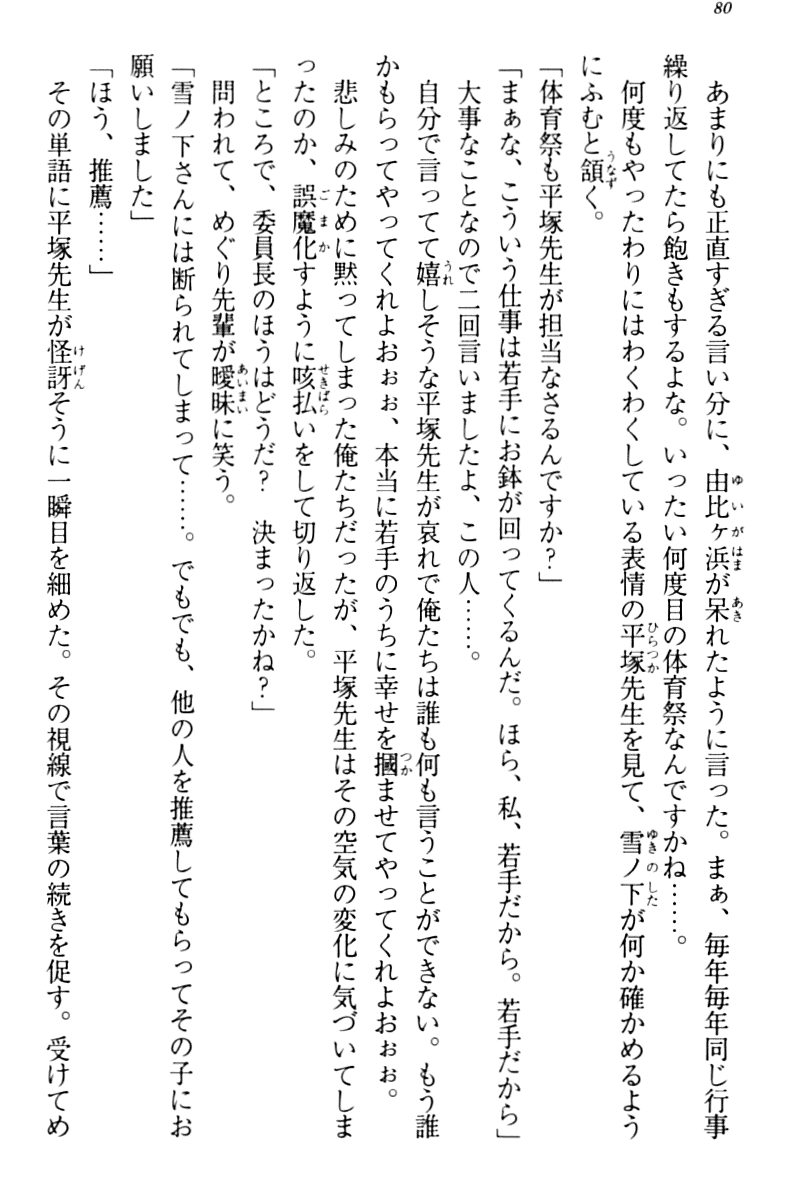 80
あまりにも正直すぎる言い分に、由比ヶ浜が呆れたように言った。まぁ、毎年毎年同じ行事
繰り返してたら飽きもするよな。いったい何度目の体育祭なんですかね……。
何度もやったわりにはわくわくしている表情の平塚先生を見て、雪ノ下が何か確かめるよう
にふむと頷く。
「体育祭も平塚先生が担当なさるんですか？」
「まぁな、こういう仕事は若手にお鉢が回ってくるんだ。ほら、私、若手だから。若手だから」
大事なことなので二回言いましたよ、この人……。
自分で言ってて嬉しそうな平塚先生が哀れで俺たちは誰も何も言うことができない。もう誰
かもらってやってくれよおぉぉ、本当に若手のうちに幸せを摑ませてやってくれよおぉぉ。
悲しみのために黙ってしまった俺たちだったが、平塚先生はその空気の変化に気づいてしま
ったのか、誤魔化すように咳払いをして切り返した。
「ところで、委員長のほうはどうだ？　決まったかね？」
問われて、めぐり先輩が曖昧に笑う。
「雪ノ下さんには断られてしまって……。でもでも、他の人を推薦してもらってその子にお
願いしました」
「ほう、推薦……」
その単語に平塚先生が怪訝そうに一瞬目を細めた。その視線で言葉の続きを促す。受けてめ